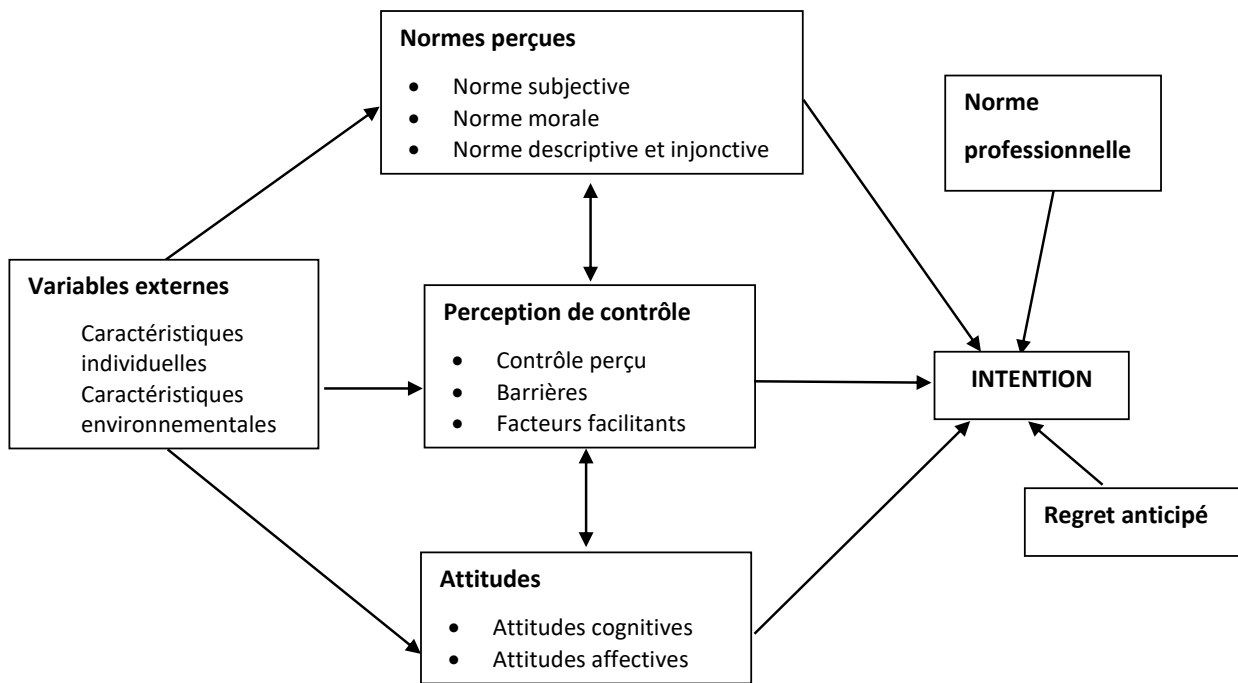 Normes perçues
• Norme subjective
• Norme morale
• Norme descriptive et injonctive
Norme
professionnelle
Variables externes
Caractéristiques
individuelles
Caractéristiques
environnementales
Perception de contrôle
• Contrôle perçu
• Barrières
• Facteurs facilitants
INTENTION
Regret anticipé
Attitudes
• Attitudes cognitives
• Attitudes affectives